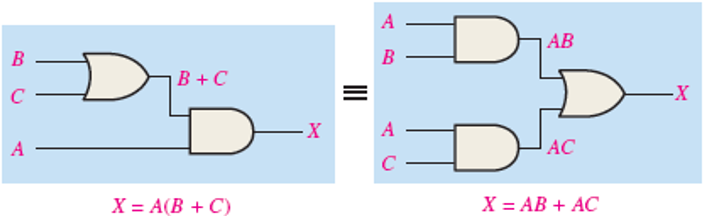 B
C
B + C
A
X
X = A(B + C)
≡
A
B
AB
A
C
AC
X
X = AB + AC